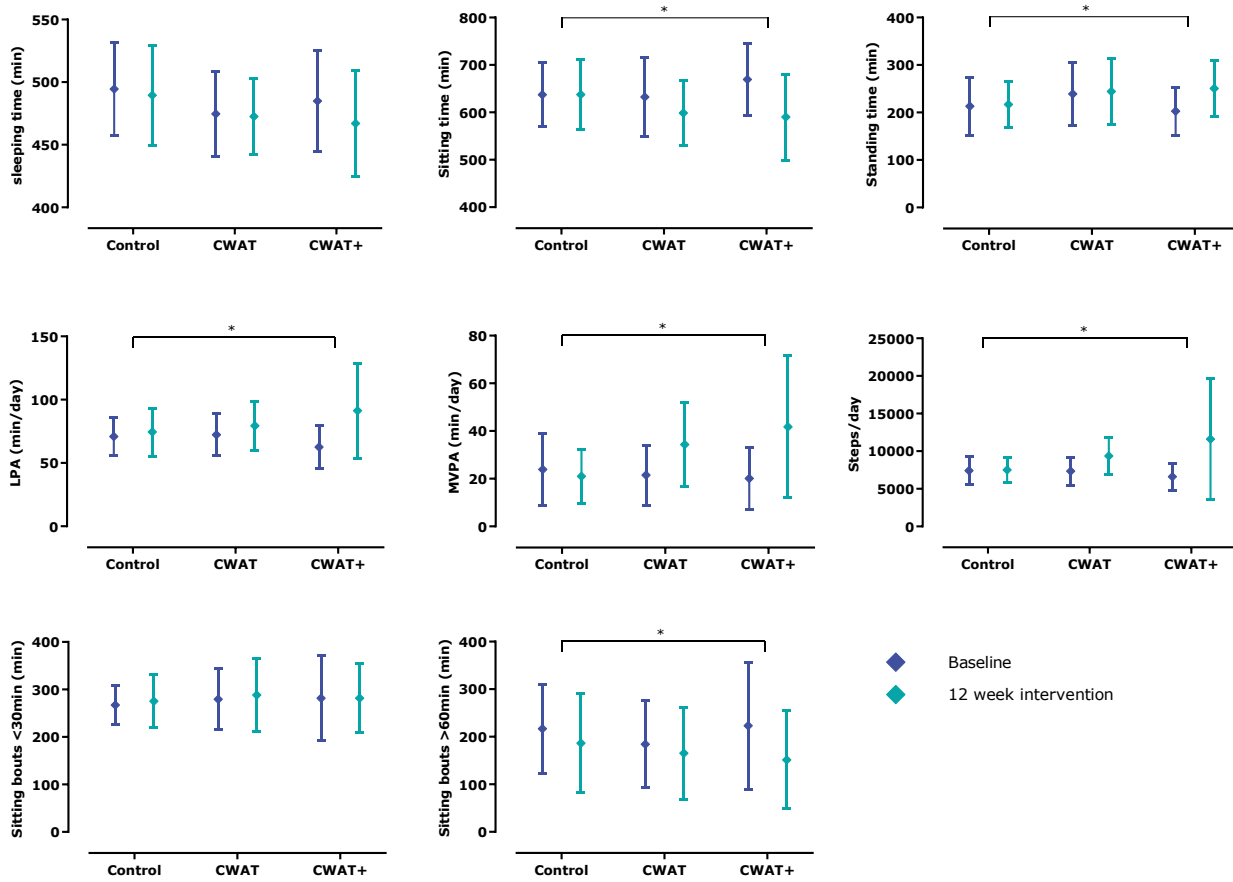 sleeping time (min)
550
500
450
400
Control CWAT CWAT+
Sitting time (min)
800
700
600
500
400
*
Control CWAT CWAT+
Standing time (min)
400
300
200
100
0
*
Control CWAT CWAT+
LPA (min/day)
150
100
50
0
*
Control CWAT CWAT+
MVPA (min/day)
80
60
40
20
0
*
Control CWAT CWAT+
Steps/day
25000
20000
15000
10000
5000
0
*
Control CWAT CWAT+
Sitting bouts <30min (min)
400
300
200
100
0
Control CWAT CWAT+
Sitting bouts >60min (min)
400
300
200
100
0
*
Control CWAT CWAT+
Baseline
12 week intervention